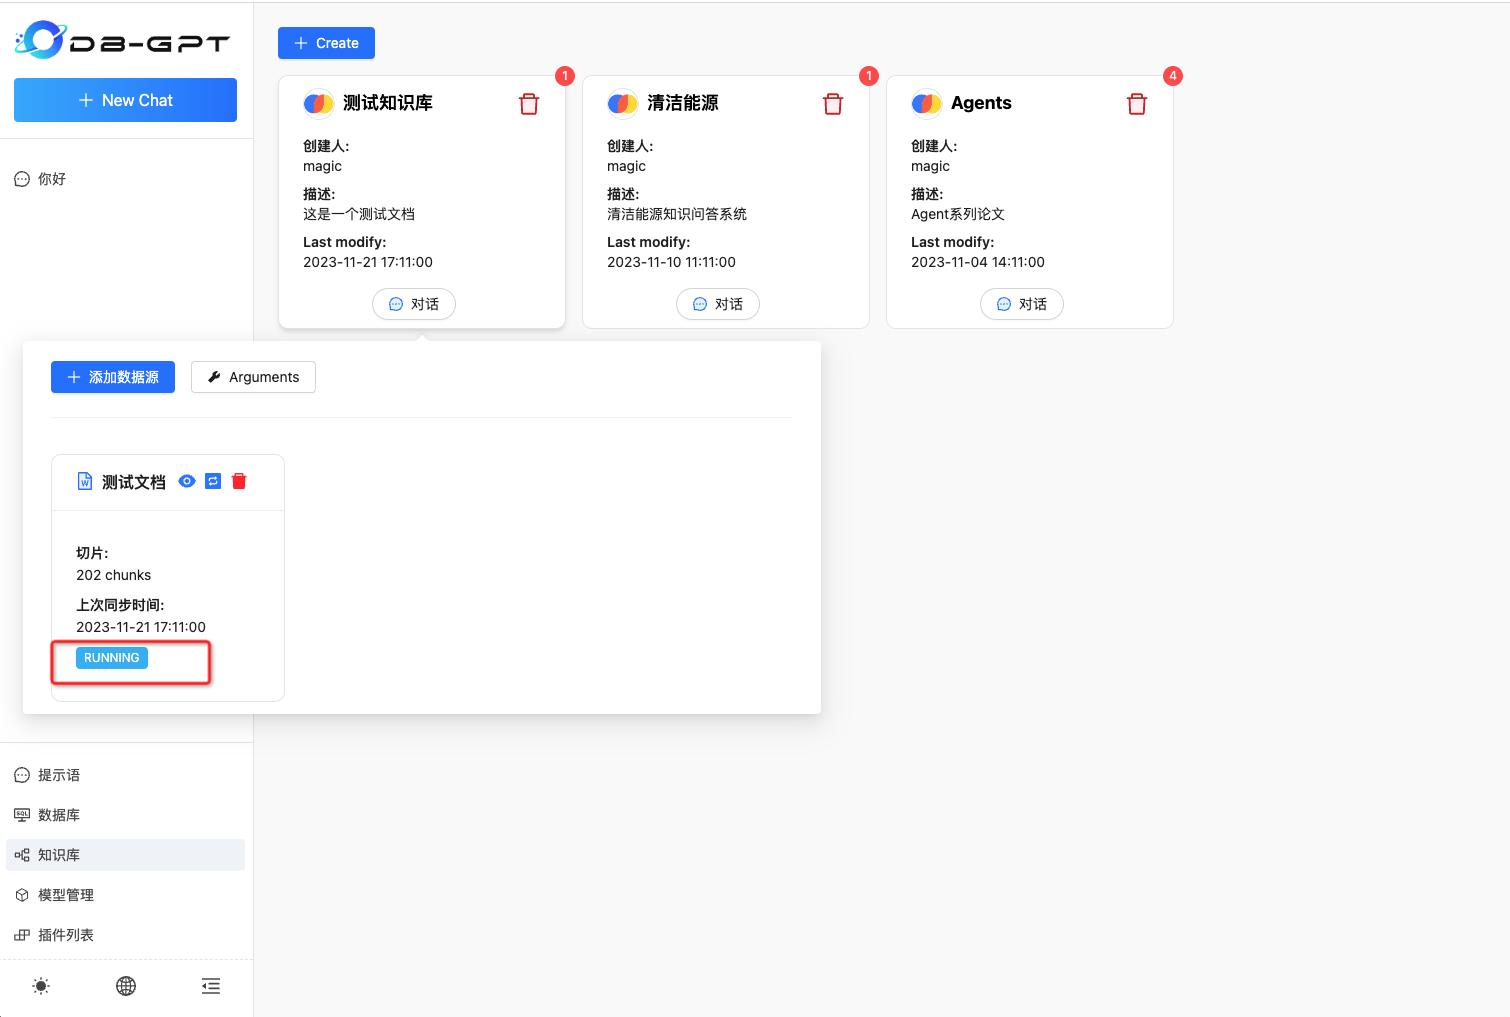 DB-GPT
New Chat
你好
Create
1
测试知识库
创建人:
magic
描述:
这是一个测试文档
Last modify:
2023-11-21 17:11:00
对话
1
清洁能源
创建人:
magic
描述:
清洁能源知识问答系统
Last modify:
2023-11-10 11:11:00
对话
4
Agents
创建人:
magic
描述:
Agent系列论文
Last modify:
2023-11-04 14:11:00
对话
添加数据源
Arguments
W
测试文档
切片:
202 chunks
上次同步时间:
2023-11-21 17:11:00
RUNNING
提示语
SQL
数据库
知识库
模型管理
插件列表